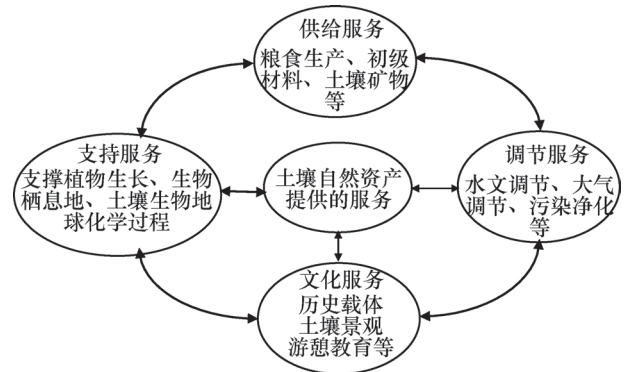 供给服务
粮食生产、初级
材料、土壤矿物
等
支持服务
支撑植物生长、生物
栖息地、土壤生物地
球化学过程
土壤自然资产
提供的服务
调节服务
水文调节、大气
调节、污染净化
等
文化服务
历史载体
土壤景观
游憩教育等